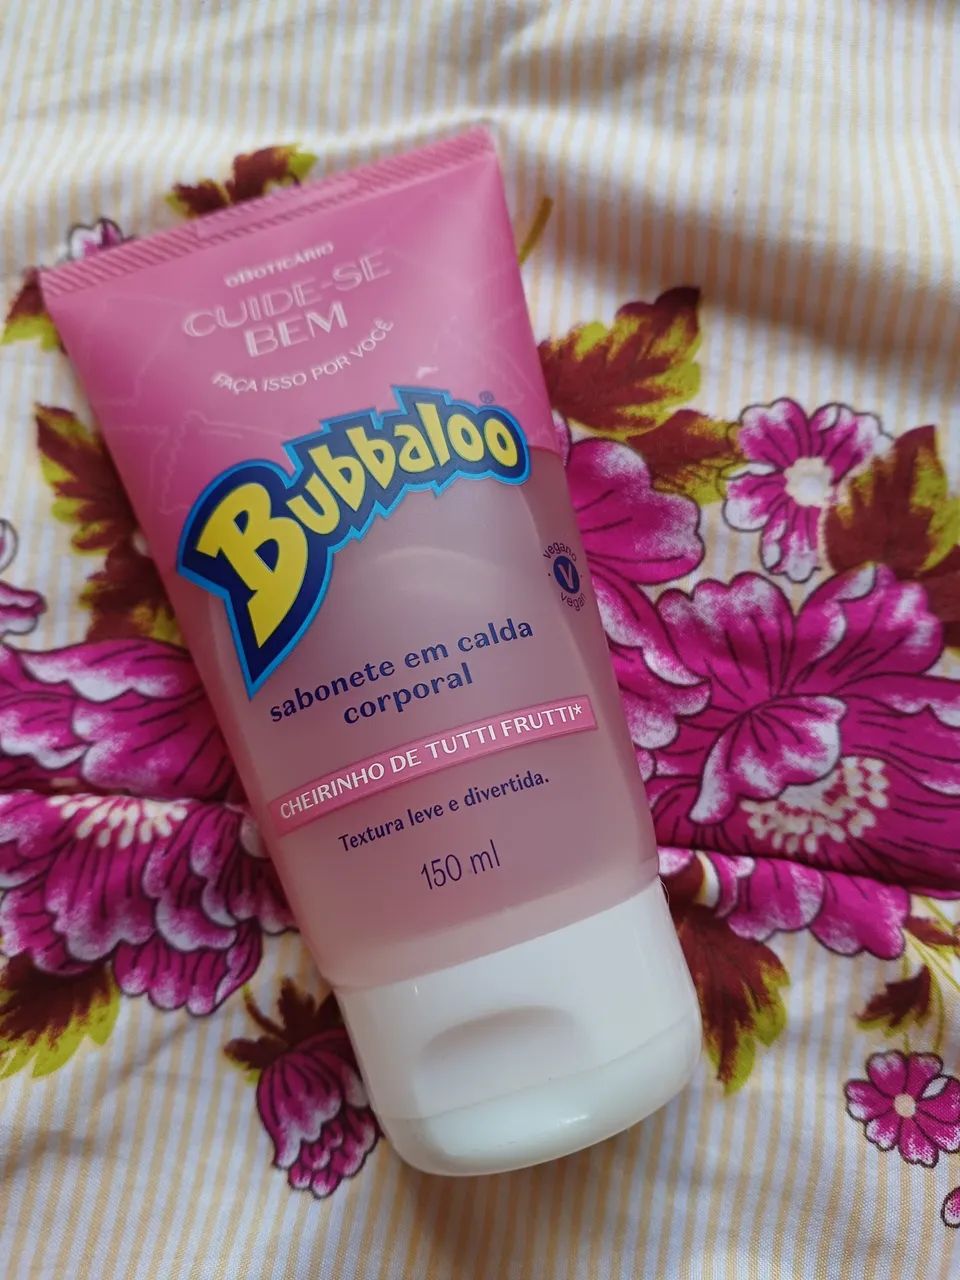 oBOTICÁRIO
CUIDE-SE
BEM
FAÇA ISSO POR VOCÊ
Bubbaloo®
vegano
V
vegan
sabonete em calda
corporal
CHEIRINHO DE TUTTI FRUTTI*
Textura leve e divertida.
150 ml